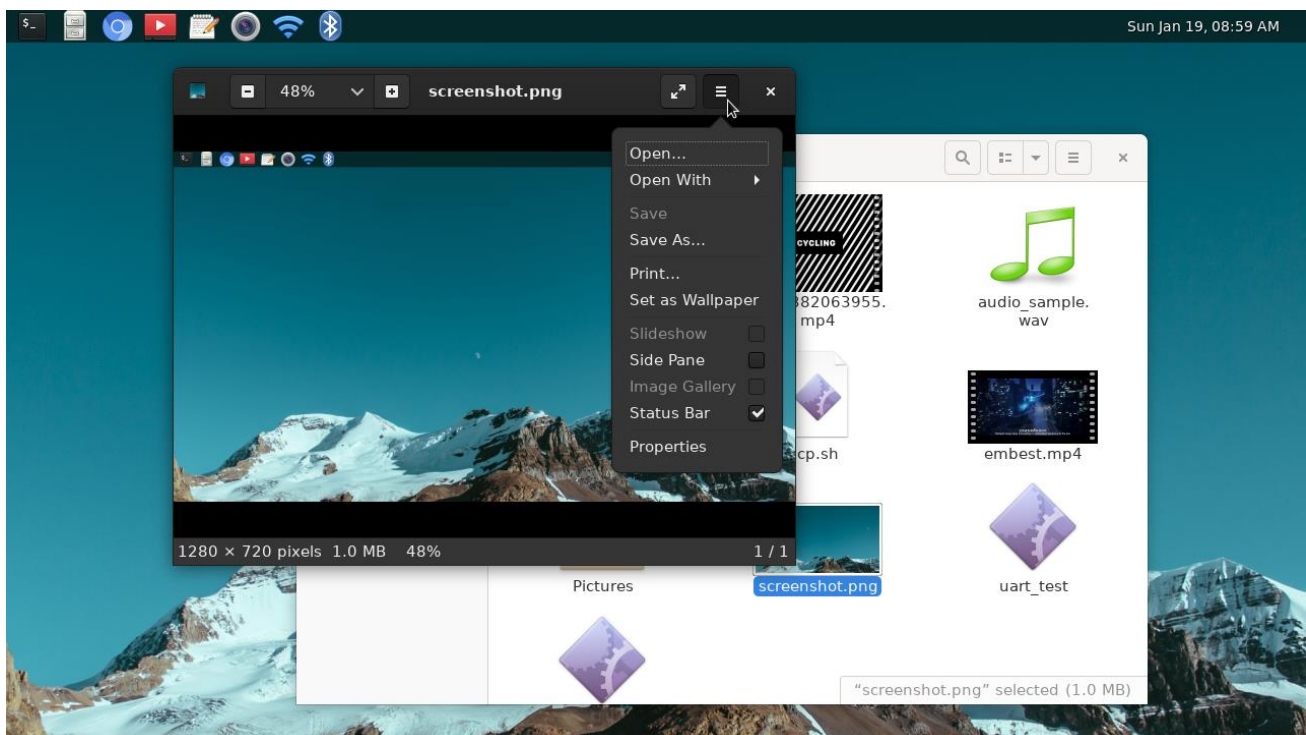 $_
Sun Jan 19, 08:59 AM
48%
screenshot.png
Open...
Open With
Save
Save As...
Print...
Set as Wallpaper
Slideshow
Side Pane
Image Gallery
Status Bar
Properties
1280 × 720 pixels 1.0 MB 48%
1 / 1
CYCLING
382063955.
mp4
audio_sample.
wav
cp.sh
embest.mp4
Pictures
screenshot.png
uart_test
“screenshot.png” selected (1.0 MB)